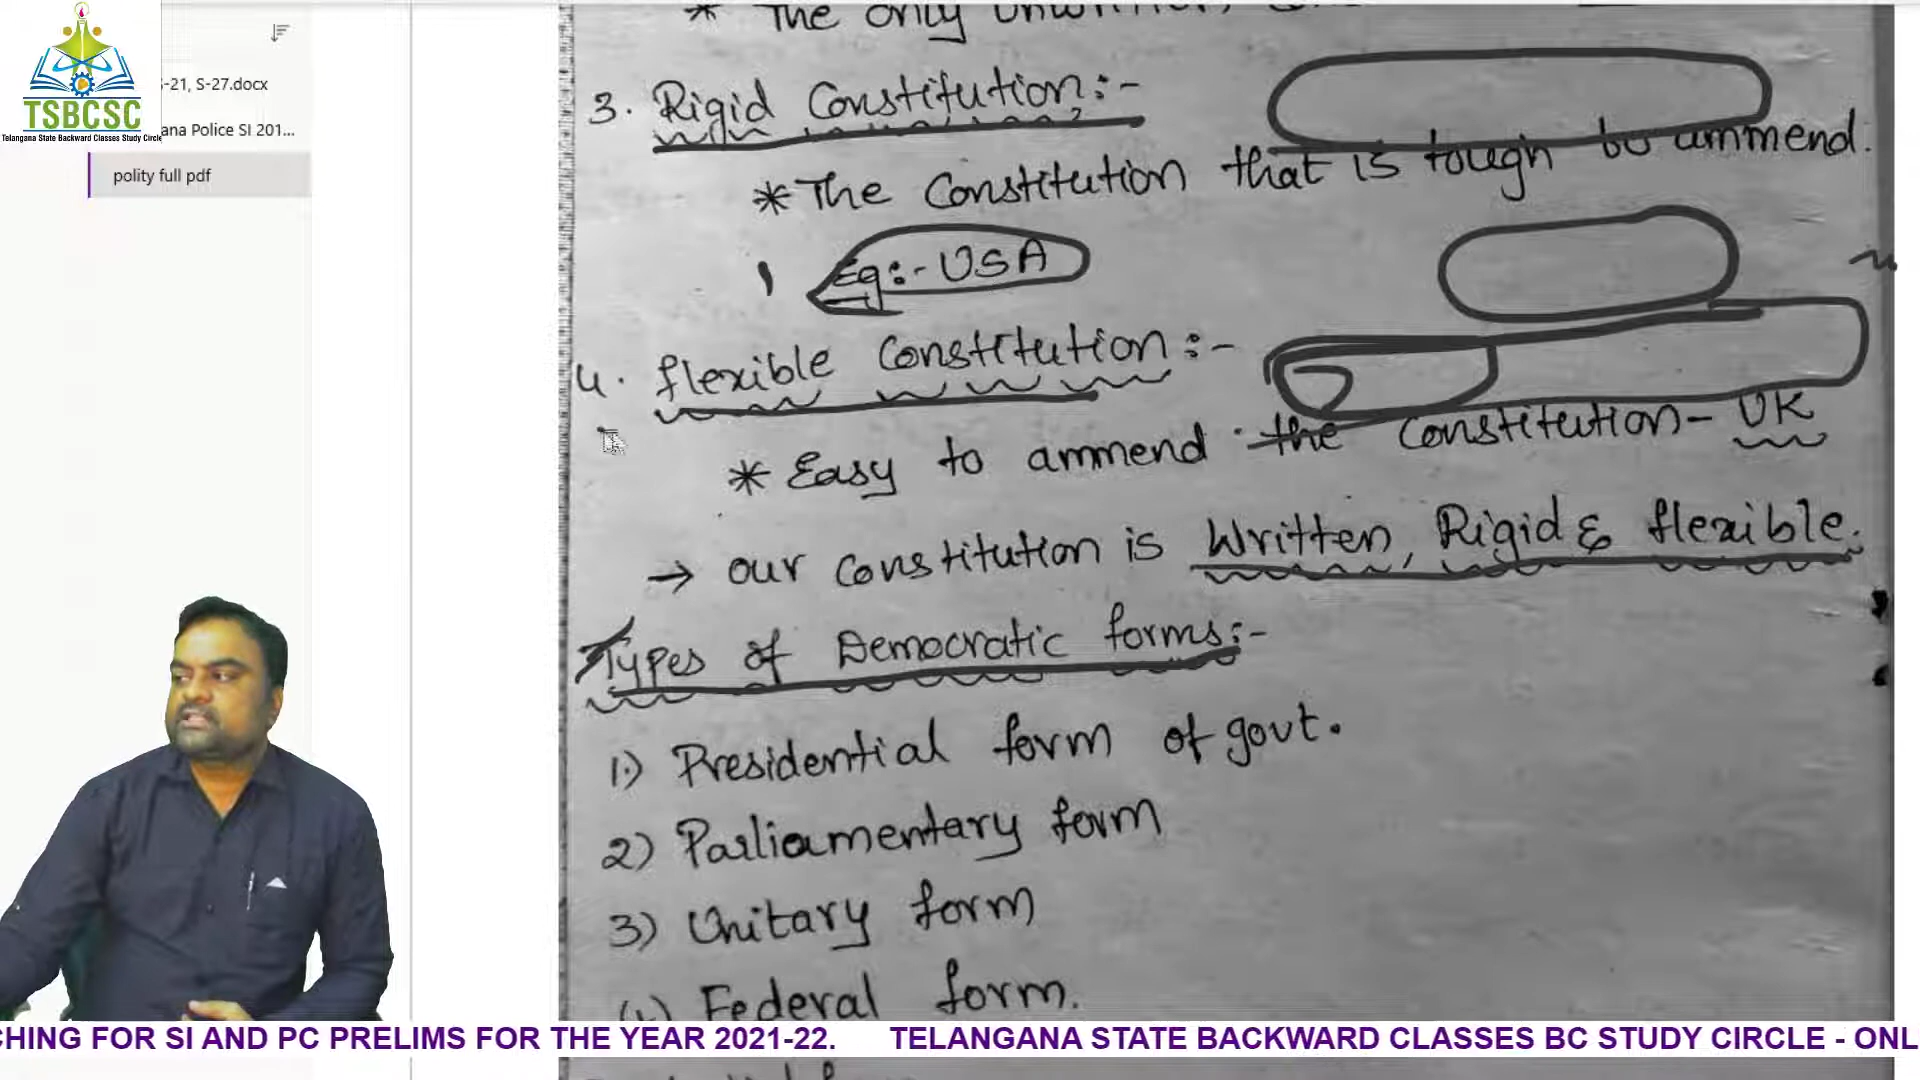 * The only
3. Rigid Constitution:-
* The Constitution that is tough to ammend.
Eg:- USA
4. flexible Constitution:-
* Easy to ammend the Constitution - UK
→ our constitution is Written, Rigid & flexible.
Types of Democratic forms:-
1) Presidential form of govt.
2) Parliamentary form
3) Unitary form
4) Federal form.
TSBCSC
Telangana State Backward Classes Study Circle
-21, S-27.docx
ana Police SI 201...
polity full pdf
CHING FOR SI AND PC PRELIMS FOR THE YEAR 2021-22. TELANGANA STATE BACKWARD CLASSES BC STUDY CIRCLE - ONL